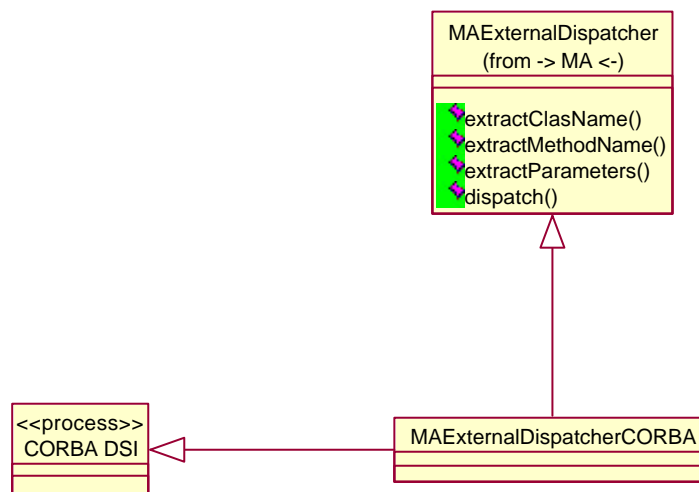 MAExternalDispatcher
(from -> MA <-)
extractClasName()
extractMethodName()
extractParameters()
dispatch()
<<process>>
CORBA DSI
MAExternalDispatcherCORBA